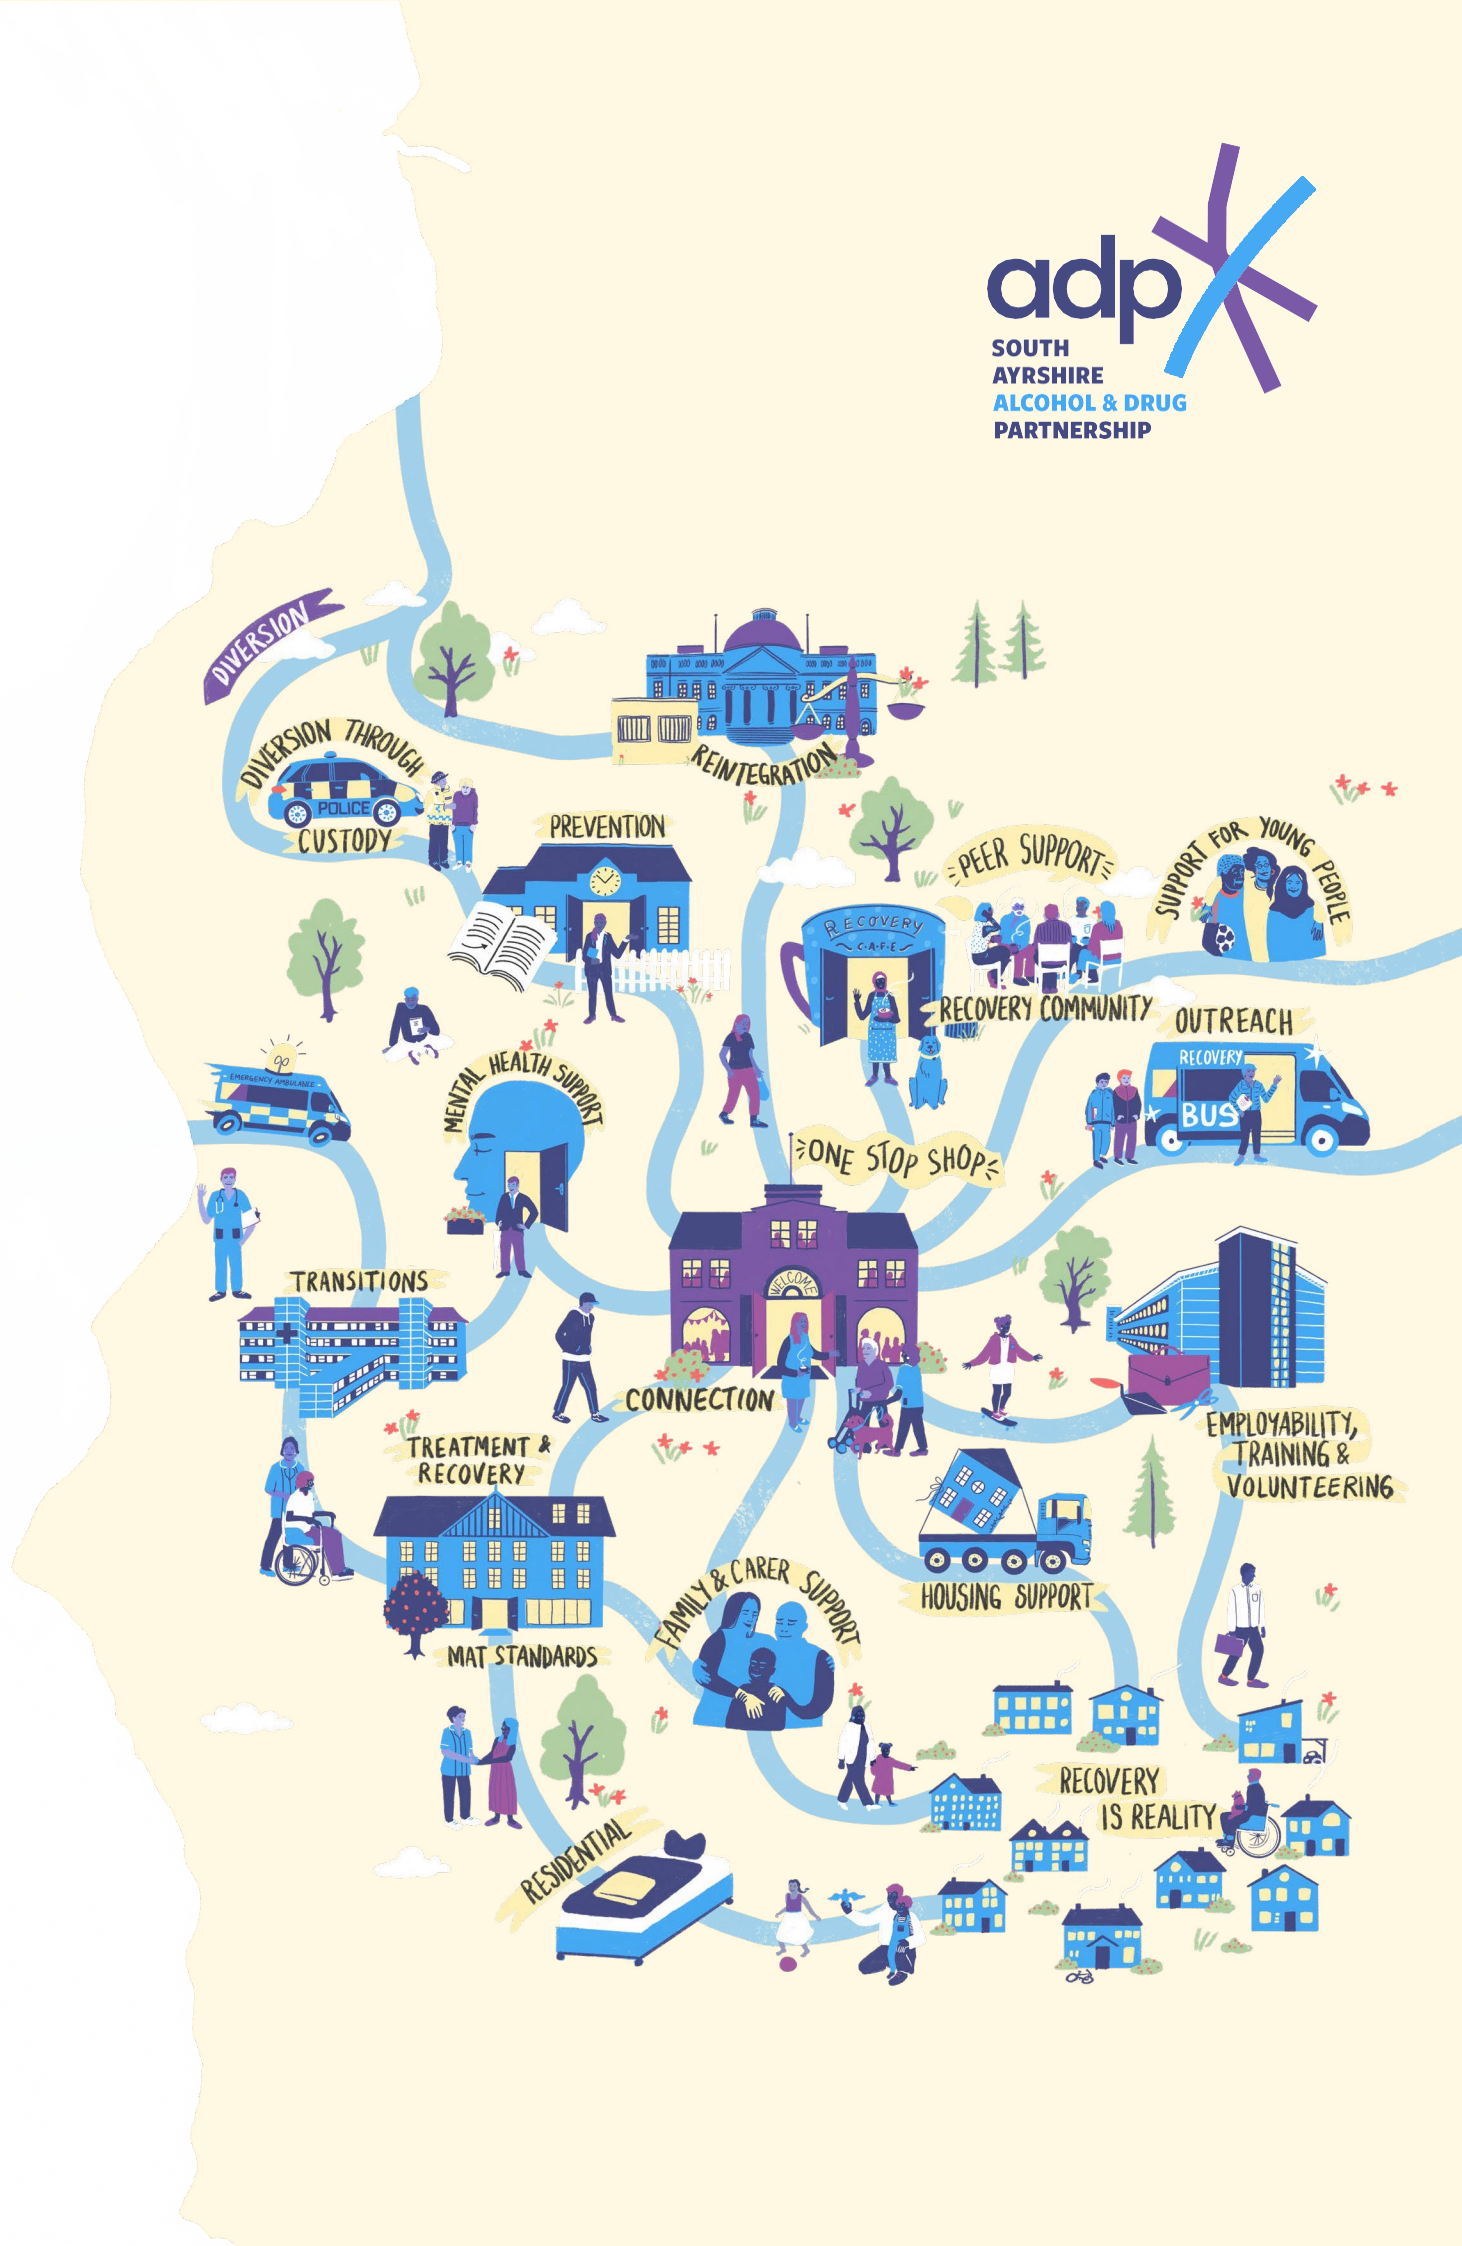 adp
SOUTH
AYRSHIRE
ALCOHOL & DRUG
PARTNERSHIP
DIVERSION
DIVERSION THROUGH
POLICE
CUSTODY
REINTEGRATION
PREVENTION
PEER SUPPORT
SUPPORT FOR YOUNG PEOPLE
RECOVERY
CAFE
RECOVERY COMMUNITY
OUTREACH
RECOVERY
BUS
EMERGENCY AMBULANCE
MENTAL HEALTH SUPPORT
ONE STOP SHOP
WELCOME
TRANSITIONS
CONNECTION
EMPLOYABILITY,
TRAINING &
VOLUNTEERING
TREATMENT &
RECOVERY
MAT STANDARDS
FAMILY & CARER SUPPORT
HOUSING SUPPORT
RECOVERY
IS REALITY
RESIDENTIAL